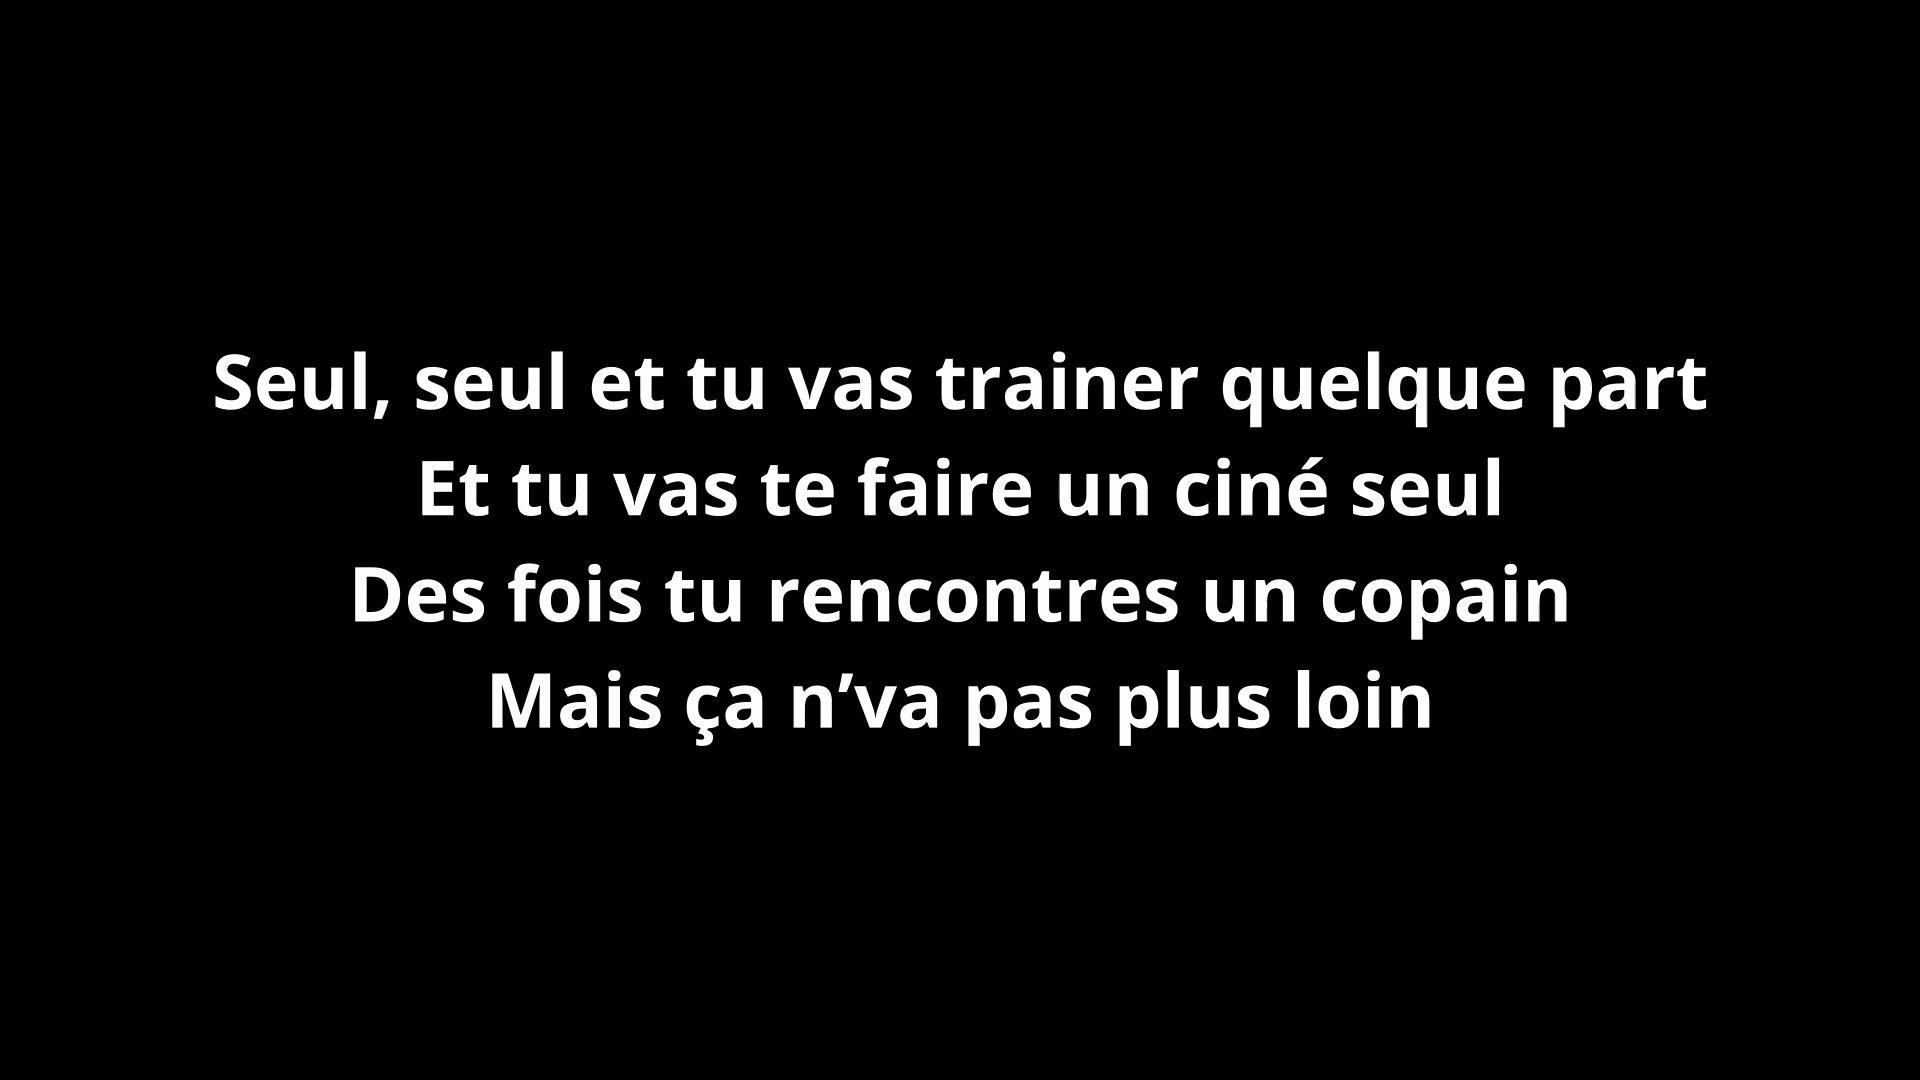 Seul, seul et tu vas trainer quelque part
Et tu vas te faire un ciné seul
Des fois tu rencontres un copain
Mais ça n’va pas plus loin